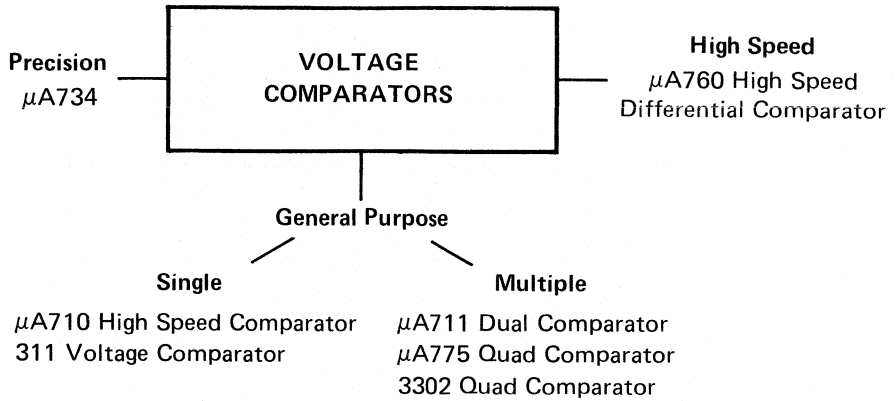 Precision
μA734
VOLTAGE
COMPARATORS
High Speed
μA760 High Speed
Differential Comparator
General Purpose
Single
μA710 High Speed Comparator
311 Voltage Comparator
Multiple
μA711 Dual Comparator
μA775 Quad Comparator
3302 Quad Comparator